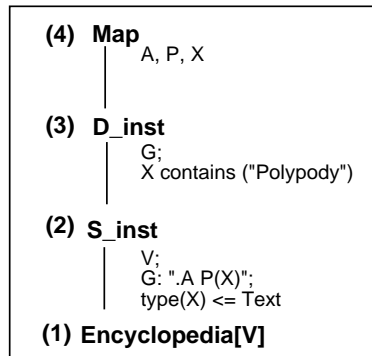 (4) Map
A, P, X
(3) D_inst
G;
X contains ("Polypody")
(2) S_inst
V;
G: ".A P(X)";
type(X) <= Text
(1) Encyclopedia[V]